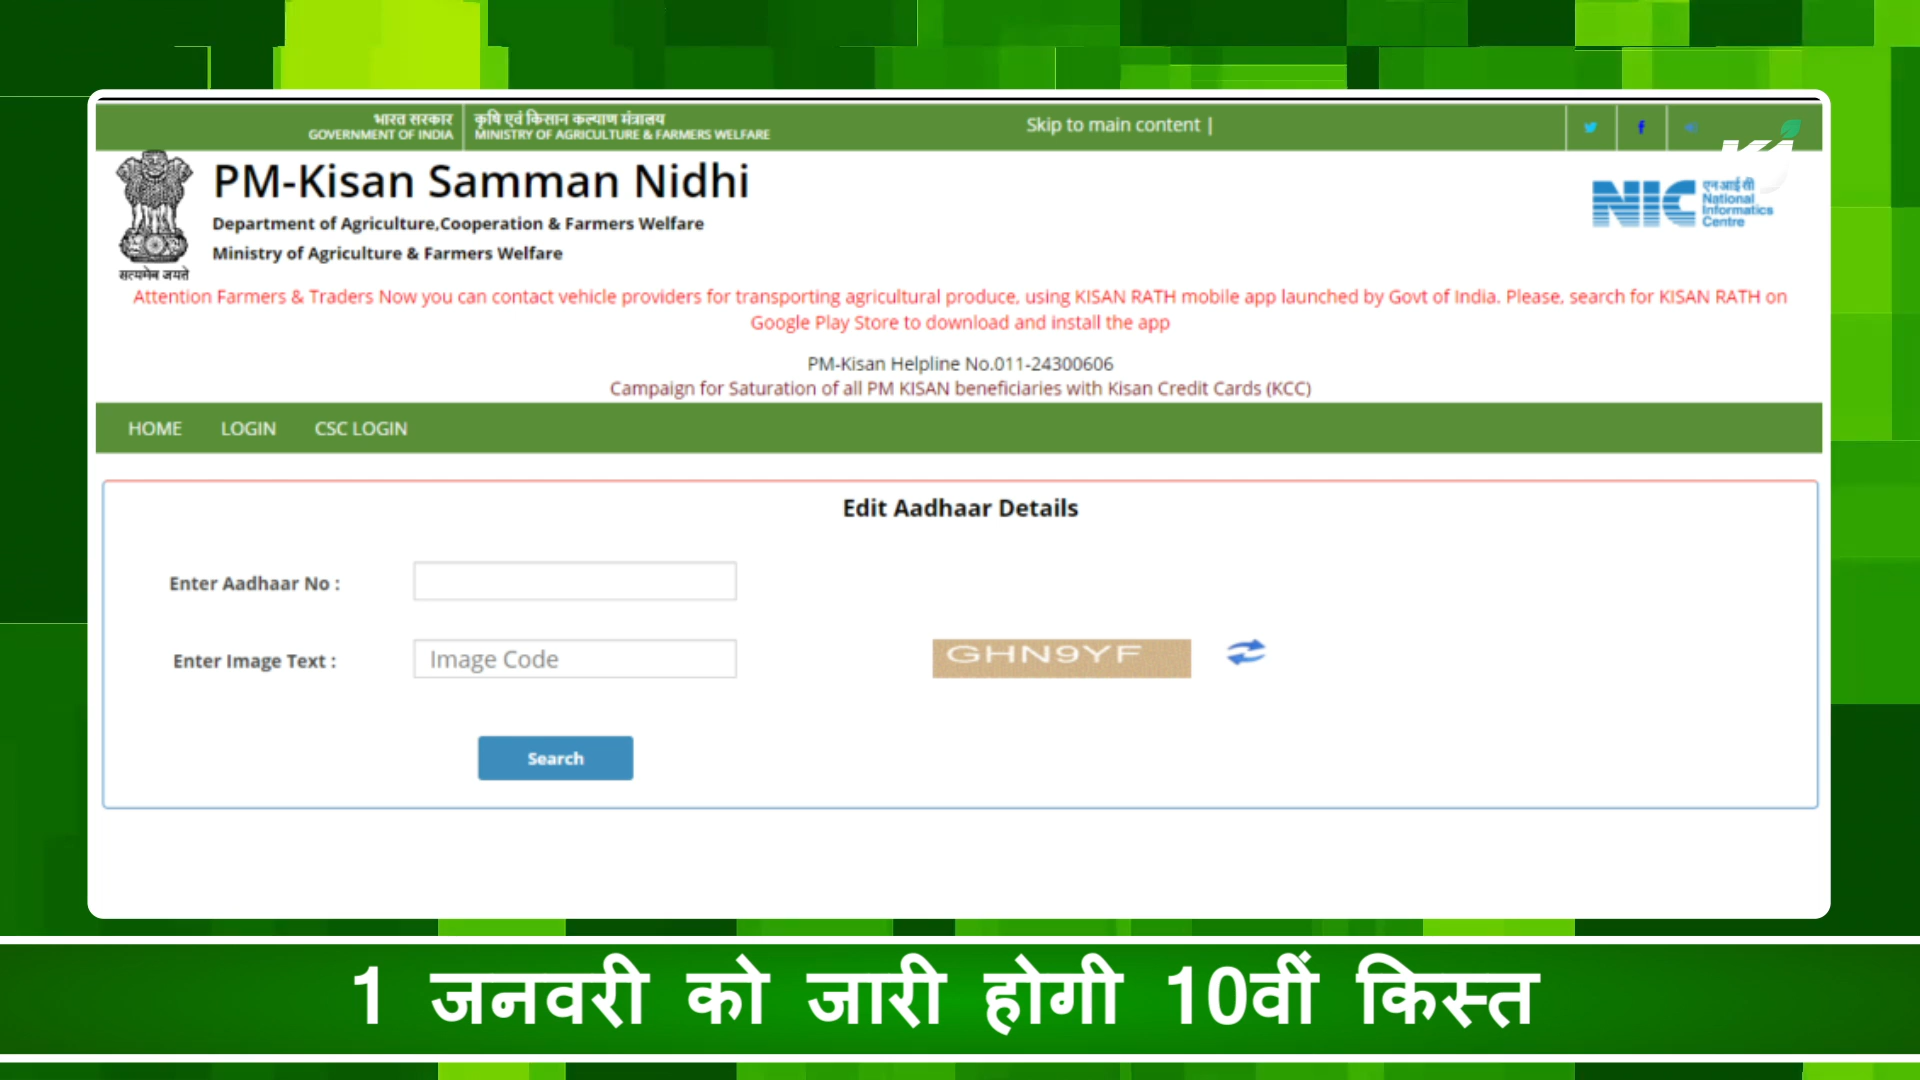 भारत सरकार
GOVERNMENT OF INDIA
कृषि एवं किसान कल्याण मंत्रालय
MINISTRY OF AGRICULTURE & FARMERS WELFARE
Skip to main content |
सत्यमेव जयते
PM-Kisan Samman Nidhi
Department of Agriculture,Cooperation & Farmers Welfare
Ministry of Agriculture & Farmers Welfare
Ki
NIC
एन आई सी
National
Informatics
Centre
Attention Farmers & Traders Now you can contact vehicle providers for transporting agricultural produce, using KISAN RATH mobile app launched by Govt of India. Please, search for KISAN RATH on
Google Play Store to download and install the app
PM-Kisan Helpline No.011-24300606
Campaign for Saturation of all PM KISAN beneficiaries with Kisan Credit Cards (KCC)
HOME LOGIN CSC LOGIN
Edit Aadhaar Details
Enter Aadhaar No :
Enter Image Text : Image Code GHN9YF
Search
1 जनवरी को जारी होगी 10वीं किस्त